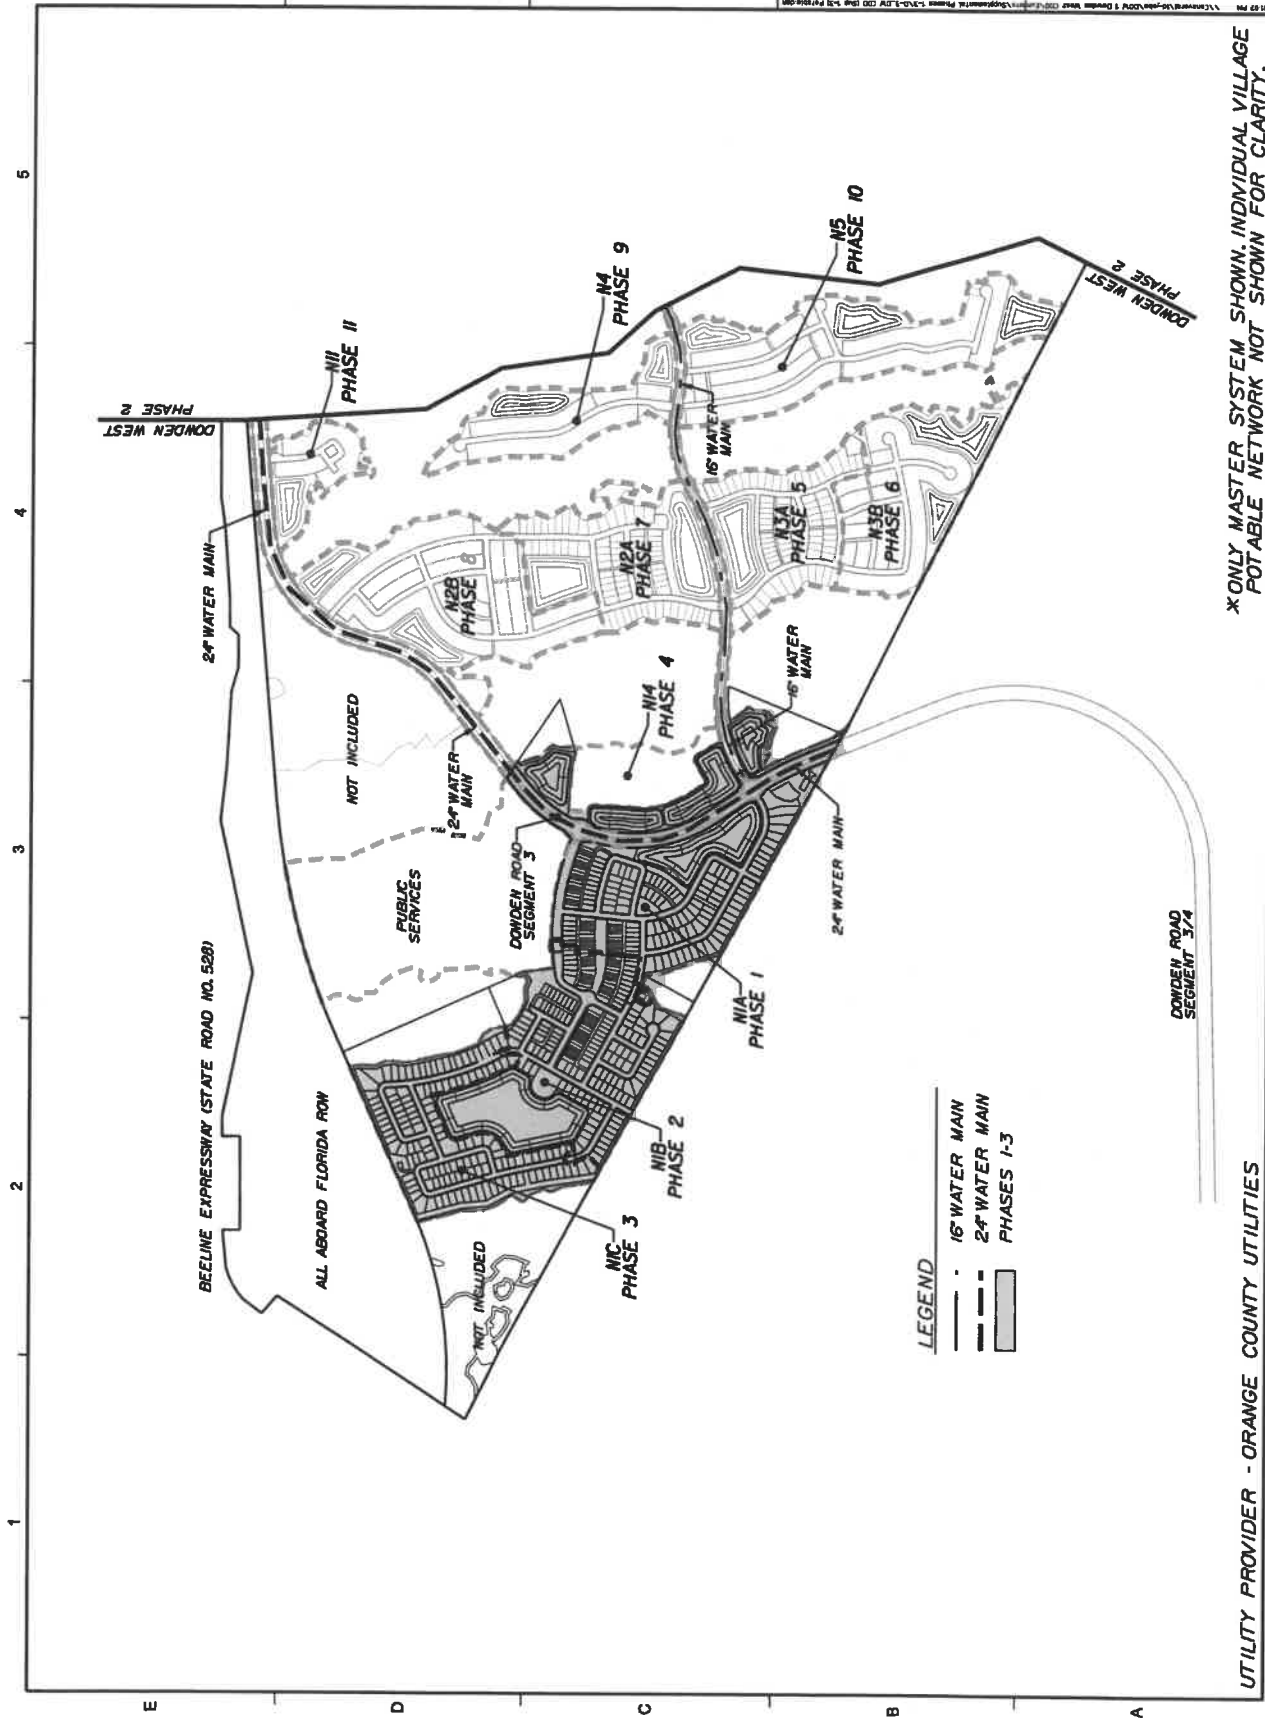 1
2
3
4
5
E
D
C
B
A
BEELINE EXPRESSWAY (STATE ROAD NO. 528)
ALL ABOARD FLORIDA ROW
24" WATER MAIN
DOWDEN WEST
PHASE 2
N11
PHASE 11
N4
PHASE 9
N5
PHASE 10
NOT INCLUDED
PUBLIC
SERVICES
24" WATER
MAIN
DOWDEN ROAD
SEGMENT 3
N2B
PHASE 8
N2A
PHASE 7
16" WATER
MAIN
N3A
PHASE 5
N3B
PHASE 6
N14
PHASE 4
16" WATER
MAIN
24" WATER MAIN
N1A
PHASE 1
N1B
PHASE 2
N1C
PHASE 3
NOT INCLUDED
DOWDEN WEST
PHASE 2
DOWDEN ROAD
SEGMENT 3/4
LEGEND
16" WATER MAIN
24" WATER MAIN
PHASES 1-3
*ONLY MASTER SYSTEM SHOWN. INDIVIDUAL VILLAGE
POTABLE NETWORK NOT SHOWN FOR CLARITY.
UTILITY PROVIDER - ORANGE COUNTY UTILITIES